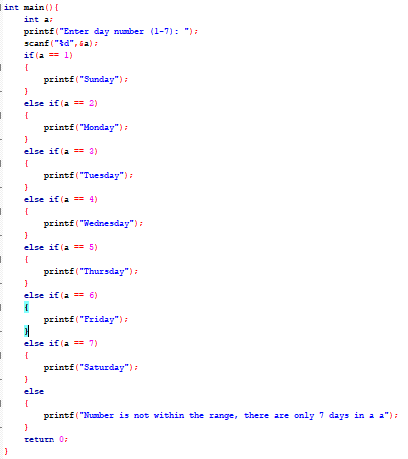 int main(){
int a;
printf("Enter day number (1-7): ");
scanf("%d",&a);
if(a == 1)
{
printf("Sunday");
}
else if(a == 2)
{
printf("Monday");
}
else if(a == 3)
{
printf("Tuesday");
}
else if(a == 4)
{
printf("Wednesday");
}
else if(a == 5)
{
printf("Thursday");
}
else if(a == 6)
{
printf("Friday");
}
else if(a == 7)
{
printf("Saturday");
}
else
{
printf("Number is not within the range, there are only 7 days in a a");
}
return 0;
}